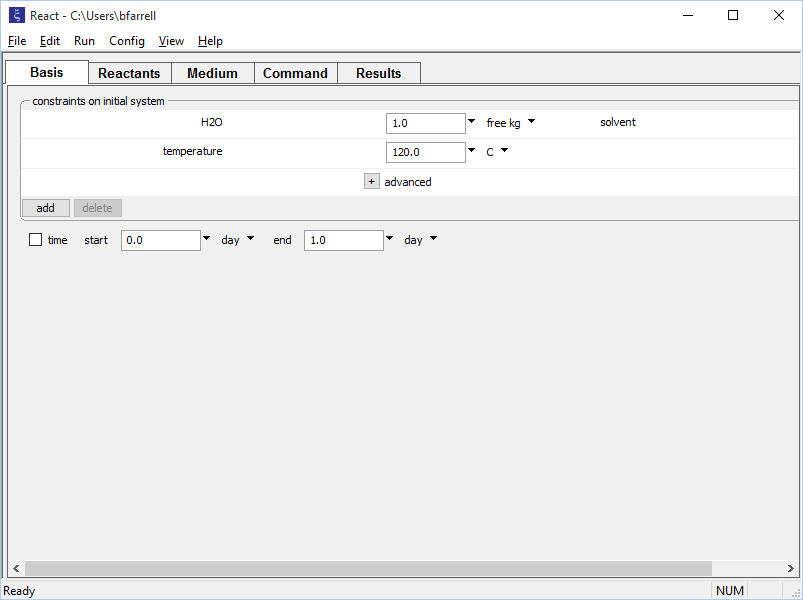 React - C:\Users\bfarrell
File Edit Run Config View Help
Basis Reactants Medium Command Results
constraints on initial system
H2O 1.0 free kg solvent
temperature 120.0 C
+ advanced
add delete
time start 0.0 day end 1.0 day
Ready NUM